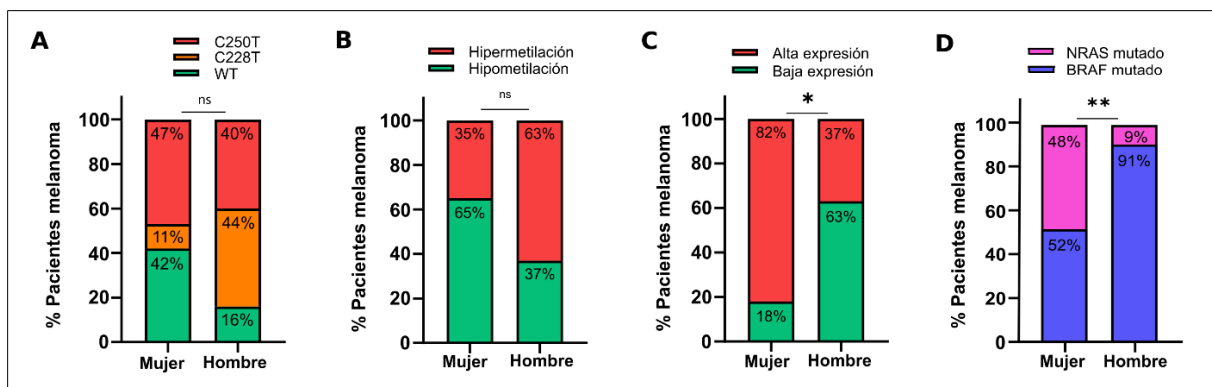 A
C250T
C228T
WT
ns
% Pacientes melanoma
100
80
60
40
20
0
47%
40%
11%
44%
42%
16%
Mujer
Hombre
B
Hipermetilación
Hipometilación
ns
% Pacientes melanoma
100
80
60
40
20
0
35%
63%
65%
37%
Mujer
Hombre
C
Alta expresión
Baja expresión
*
% Pacientes melanoma
100
80
60
40
20
0
82%
37%
63%
18%
Mujer
Hombre
D
NRAS mutado
BRAF mutado
**
% Pacientes melanoma
100
80
60
40
20
0
48%
9%
91%
52%
Mujer
Hombre